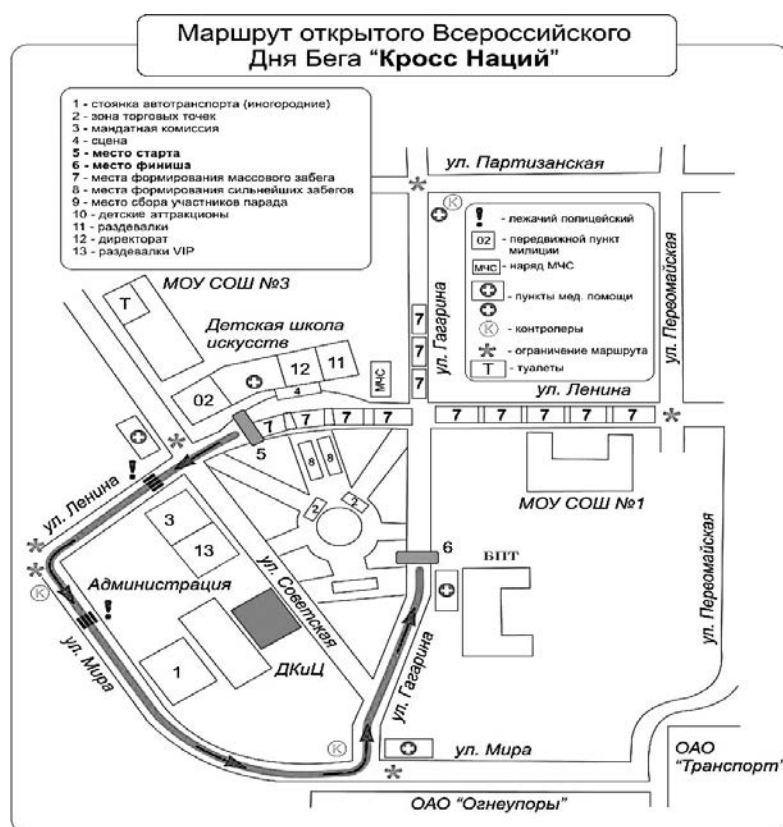 Маршрут открытого Всероссийского
Дня Бега "Кросс Наций"
1 - стоянка автотранспорта (иногородние)
2 - зона торговых точек
3 - мандатная комиссия
4 - сцена
5 - место старта
6 - место финиша
7 - места формирования массового забега
8 - места формирования сильнейших забегов
9 - место сбора участников парада
10 - детские аттракционы
11 - раздевалки
12 - директорат
13 - раздевалки VIP
ул. Партизанская
К
! - лежачий полицейский
02 - передвижной пункт
милиции
МЧС - наряд МЧС
- пункты мед. помощи
К - контролеры
- ограничение маршрута
Т - туалеты
ул. Гагарина
ул. Первомайская
МОУ СОШ №3
Т
Детская школа
искусств
02
12
11
4
МЧС
7
7
7
ул. Ленина
7 7 7 7
7 7 7 7 7
5
8 8
2 2
МОУ СОШ №1
!
ул. Ленина
3
13
Администрация
ул. Советская
6
БПТ
ул. Первомайская
К
!
ул. Мира
1
ДКиЦ
ул. Гагарина
К
ул. Мира
ОАО
"Транспорт"
ОАО "Огнеупоры"